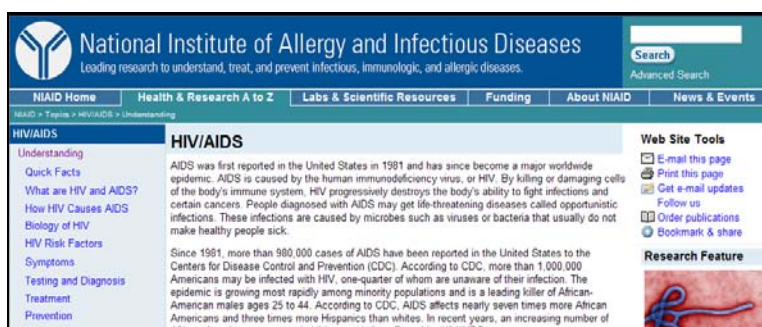 National Institute of Allergy and Infectious Diseases
Leading research to understand, treat, and prevent infectious, immunologic, and allergic diseases.
Search
Advanced Search
NIAID Home
Health & Research A to Z
Labs & Scientific Resources
Funding
About NIAID
News & Events
NIAID > Topics > HIV/AIDS > Understanding
HIV/AIDS
Understanding
Quick Facts
What are HIV and AIDS?
How HIV Causes AIDS
Biology of HIV
HIV Risk Factors
Symptoms
Testing and Diagnosis
Treatment
Prevention
HIV/AIDS
AIDS was first reported in the United States in 1981 and has since become a major worldwide
epidemic. AIDS is caused by the human immunodeficiency virus, or HIV. By killing or damaging cells
of the body's immune system, HIV progressively destroys the body's ability to fight infections and
certain cancers. People diagnosed with AIDS may get life-threatening diseases called opportunistic
infections. These infections are caused by microbes such as viruses or bacteria that usually do not
make healthy people sick.
Since 1981, more than 980,000 cases of AIDS have been reported in the United States to the
Centers for Disease Control and Prevention (CDC). According to CDC, more than 1,000,000
Americans may be infected with HIV, one-quarter of whom are unaware of their infection. The
epidemic is growing most rapidly among minority populations and is a leading killer of African-
American males ages 25 to 44. According to CDC, AIDS affects nearly seven times more African
Americans and three times more Hispanics than whites. In recent years, an increasing number of
Web Site Tools
E-mail this page
Print this page
Get e-mail updates
Follow us
Order publications
Bookmark & share
Research Feature